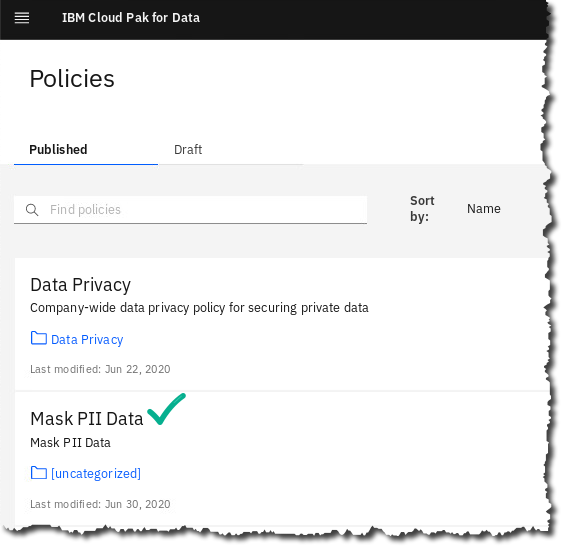 IBM Cloud Pak for Data
Policies
Published
Draft
Find policies
Sort by:
Name
Data Privacy
Company-wide data privacy policy for securing private data
Data Privacy
Last modified: Jun 22, 2020
Mask PII Data
Mask PII Data
[uncategorized]
Last modified: Jun 30, 2020